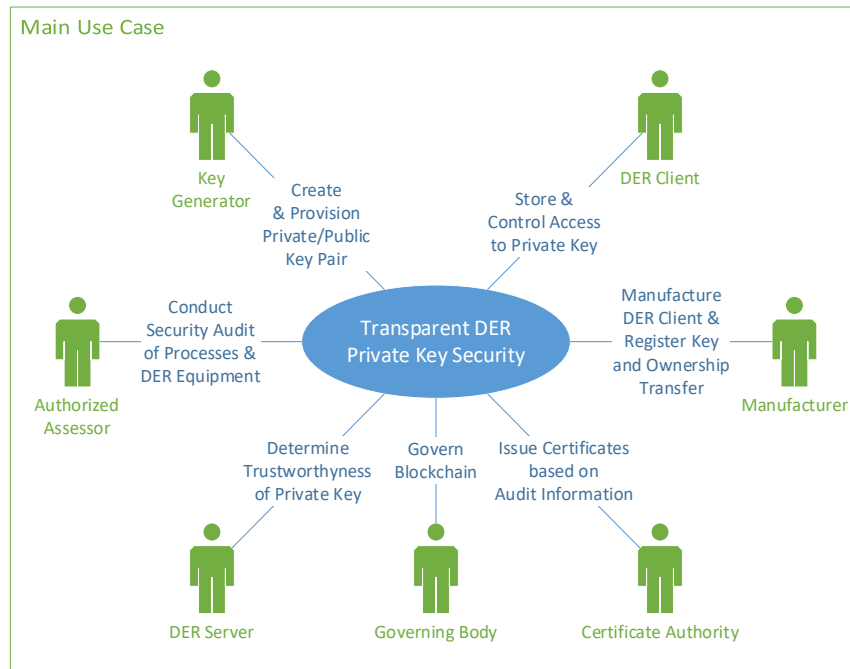 Main Use Case
Key
Generator
Create
& Provision
Private/Public
Key Pair
DER Client
Store &
Control Access
to Private Key
Authorized
Assessor
Conduct
Security Audit
of Processes &
DER Equipment
Transparent DER
Private Key Security
Manufacture
DER Client &
Register Key
and Ownership
Transfer
Manufacturer
Determine
Trustworthyness
of Private Key
DER Server
Govern
Blockchain
Governing Body
Issue Certificates
based on
Audit Information
Certificate Authority